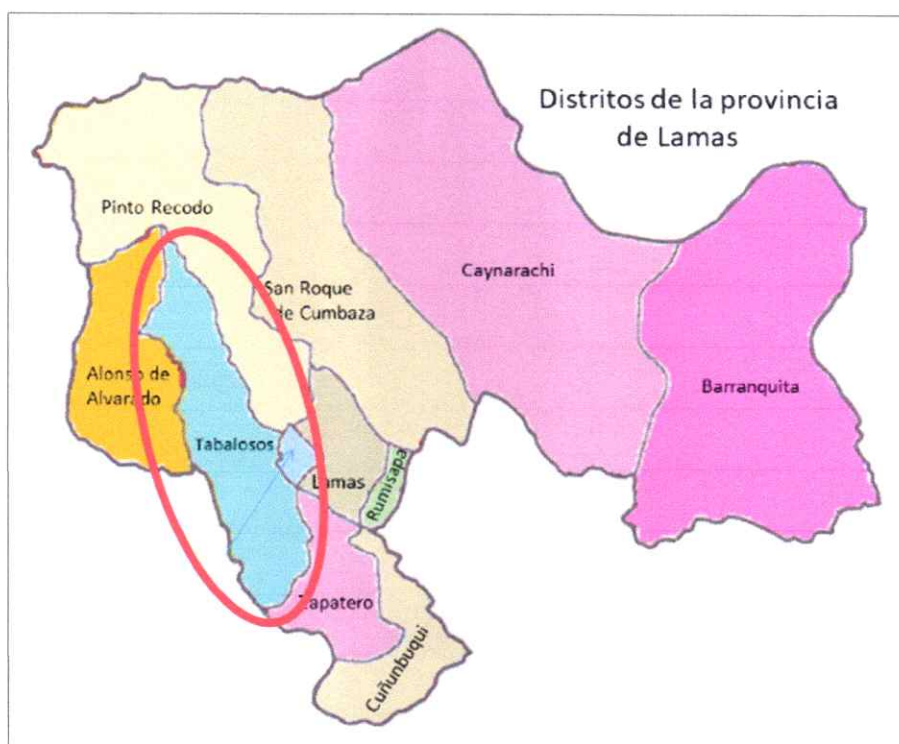 Distritos de la provincia
de Lamas
Pinto Recodo
San Roque
de Cumbaza
Caynarachi
Barranquita
Alonso de
Alvarado
Tabalosos
Lamas
Rumisapa
Zapatero
Cuñunbuqui